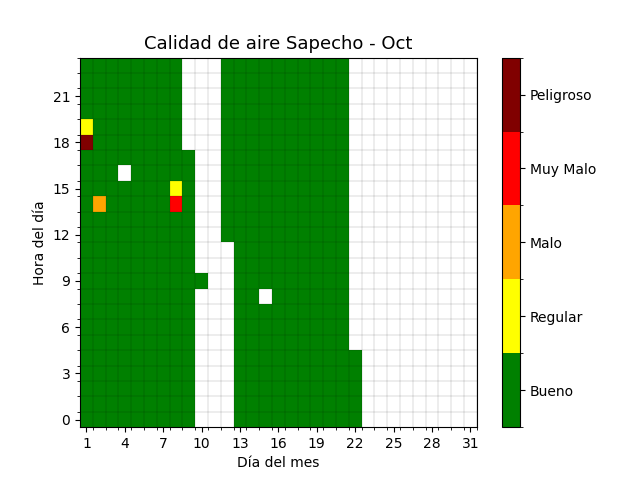 Calidad de aire Sapecho - Oct
Hora del día
21
18
15
12
9
6
3
0
1 4 7 10 13 16 19 22 25 28 31
Día del mes
Peligroso
Muy Malo
Malo
Regular
Bueno